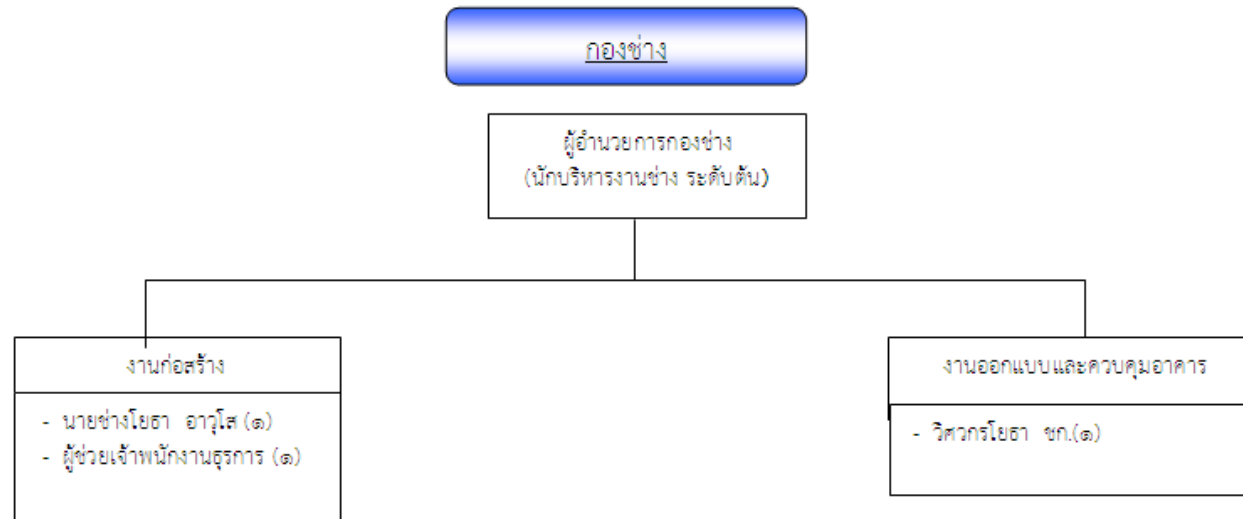 กองช่าง
ผู้อำนวยการกองช่าง
(นักบริหารงานช่าง ระดับต้น)
งานก่อสร้าง
- นายช่างโยธา อาวุโส (๑)
- ผู้ช่วยเจ้าพนักงานธุรการ (๑)
งานออกแบบและควบคุมอาคาร
- วิศวกรโยธา ชก.(๑)